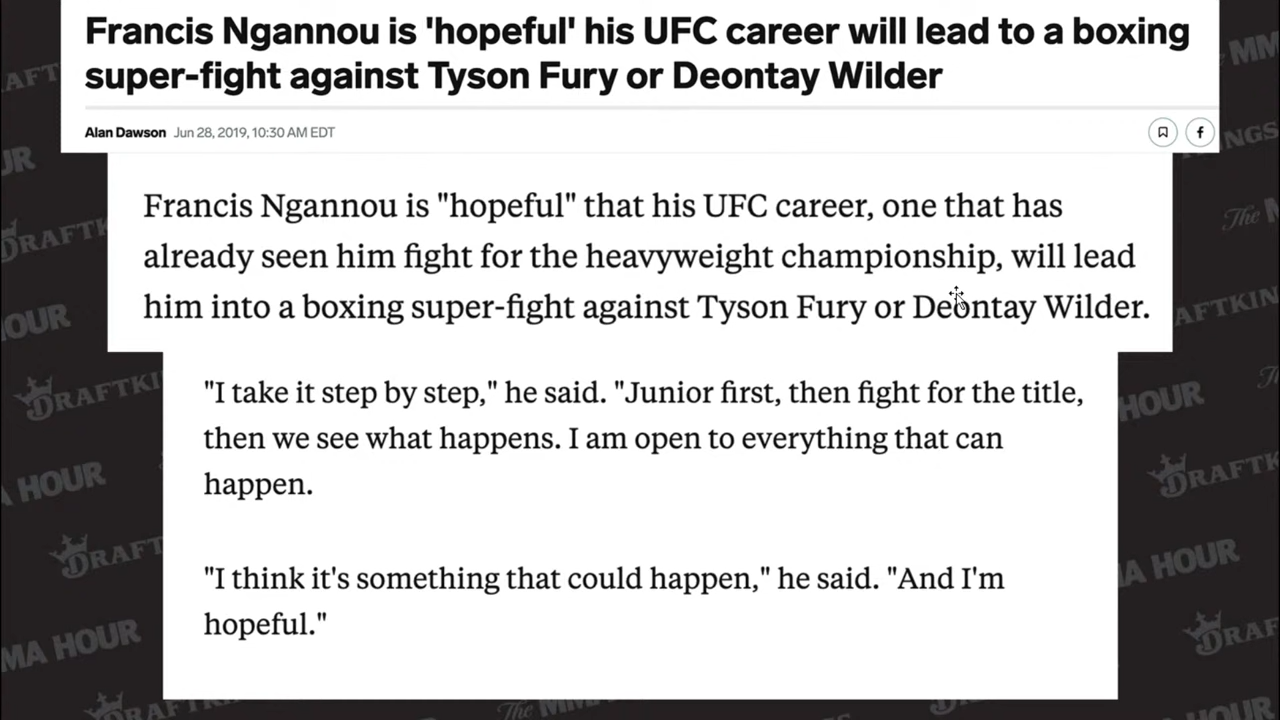 Francis Ngannou is 'hopeful' his UFC career will lead to a boxing
super-fight against Tyson Fury or Deontay Wilder
Alan Dawson Jun 28, 2019, 10:30 AM EDT
Francis Ngannou is "hopeful" that his UFC career, one that has
already seen him fight for the heavyweight championship, will lead
him into a boxing super-fight against Tyson Fury or Deontay Wilder.
"I take it step by step," he said. "Junior first, then fight for the title,
then we see what happens. I am open to everything that can
happen.
"I think it's something that could happen," he said. "And I'm
hopeful."